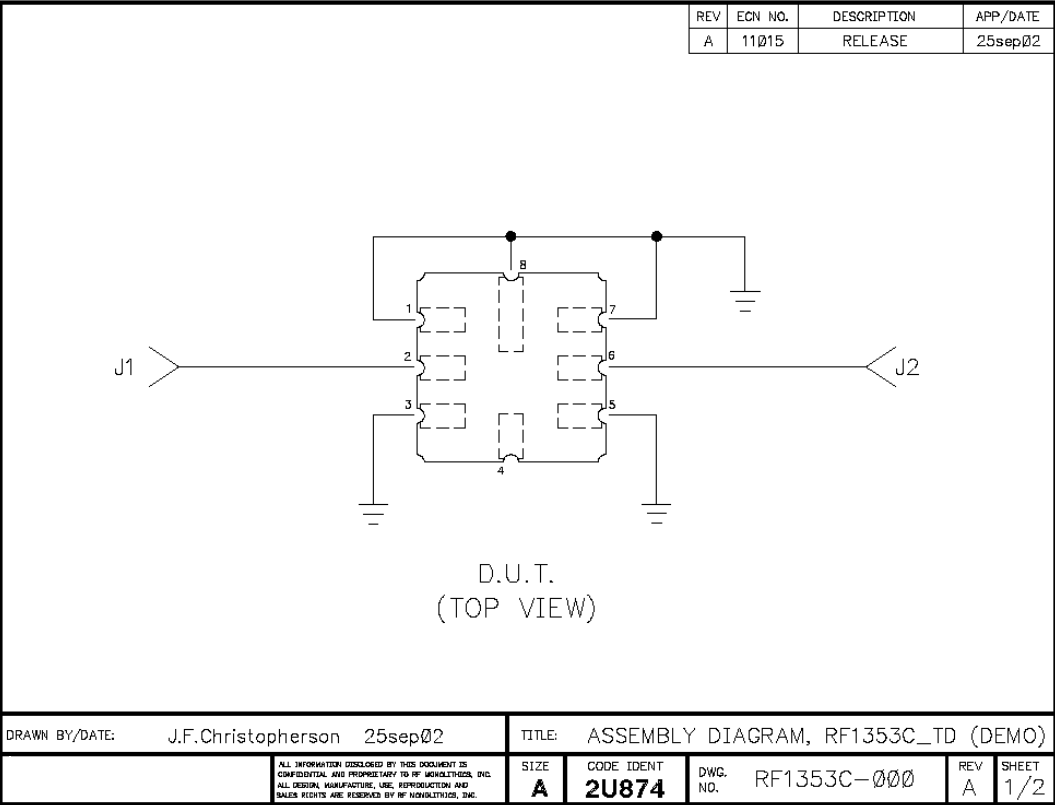 REV ECN NO. DESCRIPTION APP/DATE
A 11Ø15 RELEASE 25sepØ2
8
1 7
J1 2 6 J2
3 5
4
D.U.T.
(TOP VIEW)
DRAWN BY/DATE: J.F.Christopherson 25sepØ2 TITLE: ASSEMBLY DIAGRAM, RF1353C_TD (DEMO)
ALL INFORMATION DISCLOSED BY THIS DOCUMENT IS
CONFIDENTIAL AND PROPRIETARY TO RF MONOLITHICS, INC.
ALL DESIGN, MANUFACTURE, USE, REPRODUCTION AND
SALES RIGHTS ARE RESERVED BY RF MONOLITHICS, INC.
SIZE CODE IDENT DWG. NO. RF1353C-ØØØ REV SHEET
A 2U874 A 1/2